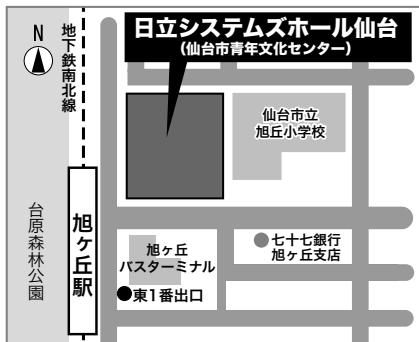 日立システムズホール仙台
(仙台市青年文化センター)
N
地下鉄南北線
仙台市立
旭丘小学校
台原森林公園
旭ヶ丘駅
旭ヶ丘
バスターミナル
七十七銀行
旭ヶ丘支店
東1番出口